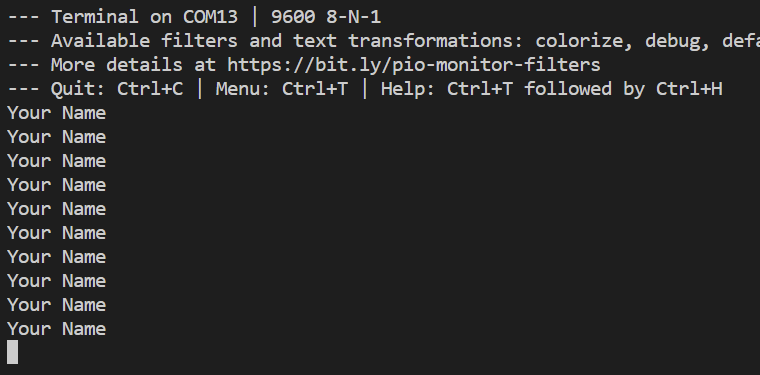 --- Terminal on COM13 | 9600 8-N-1
--- Available filters and text transformations: colorize, debug, defa
--- More details at https://bit.ly/pio-monitor-filters
--- Quit: Ctrl+C | Menu: Ctrl+T | Help: Ctrl+T followed by Ctrl+H
Your Name
Your Name
Your Name
Your Name
Your Name
Your Name
Your Name
Your Name
Your Name
Your Name